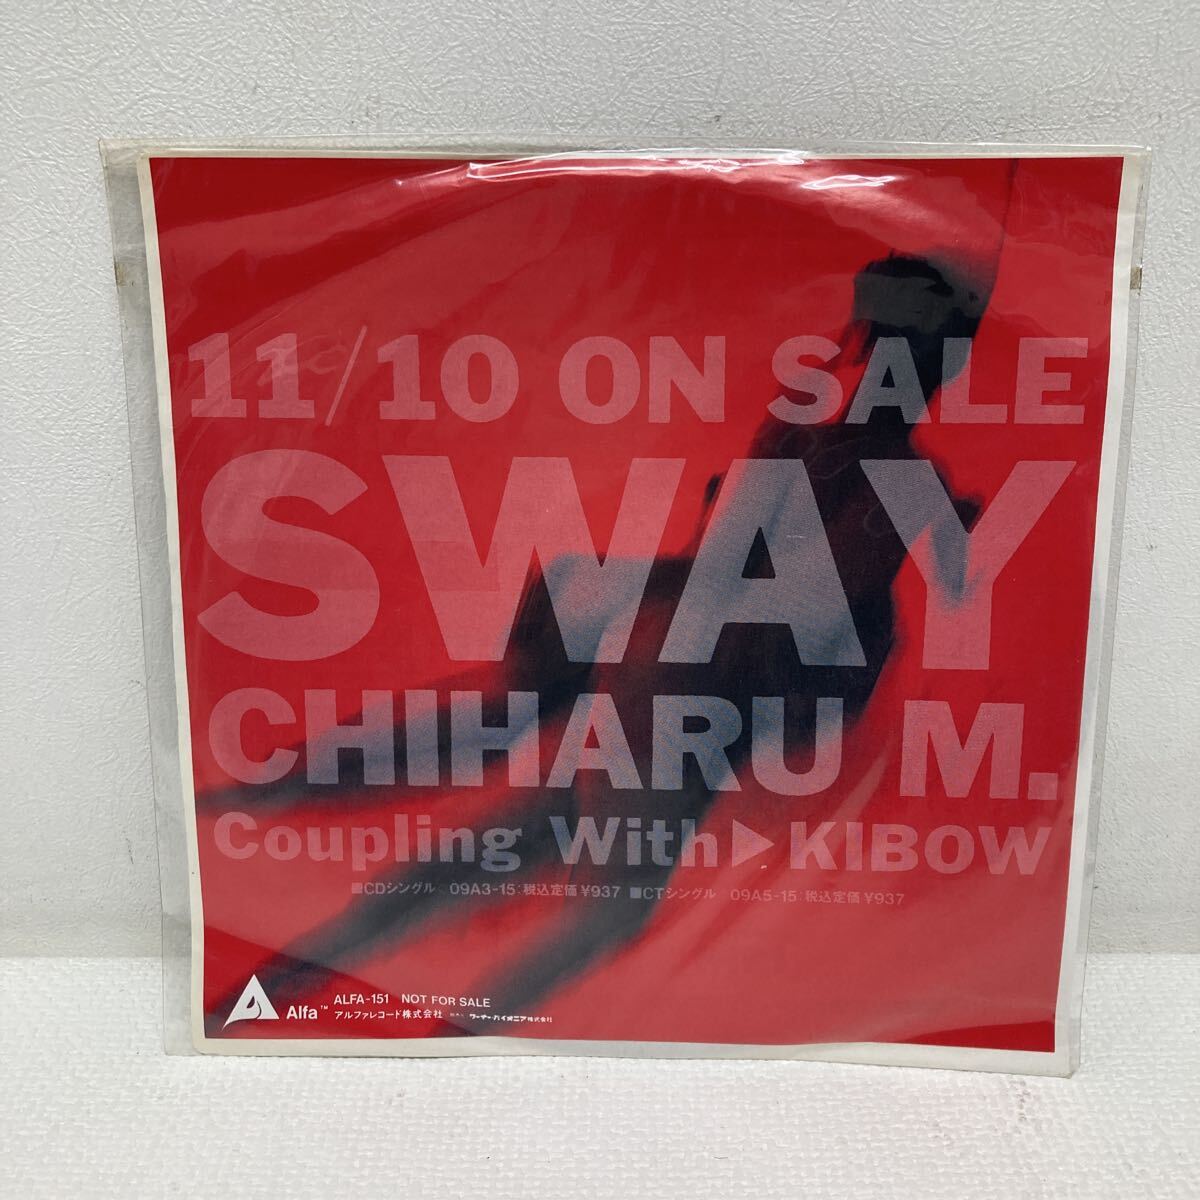 11/10 ON SALE
SWAY
CHIHARU M.
Coupling With▶KIBOW
■CDシングル 09A3-15:税込定価¥937 ■CTシングル 09A5-15:税込定価¥937
Alfa™
ALFA-151 NOT FOR SALE
アルファレコード株式会社 ワーナー・パイオニア株式会社